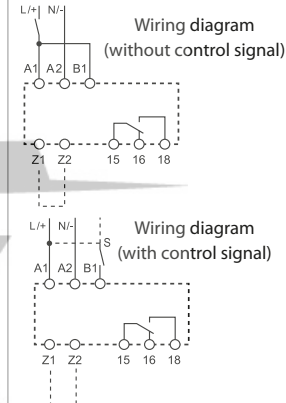 L/+ N/-
Wiring diagram
(without control signal)
A1 A2 B1
Z1 Z2 15 16 18
L/+ N/-
Wiring diagram
(with control signal)
S
A1 A2 B1
Z1 Z2 15 16 18